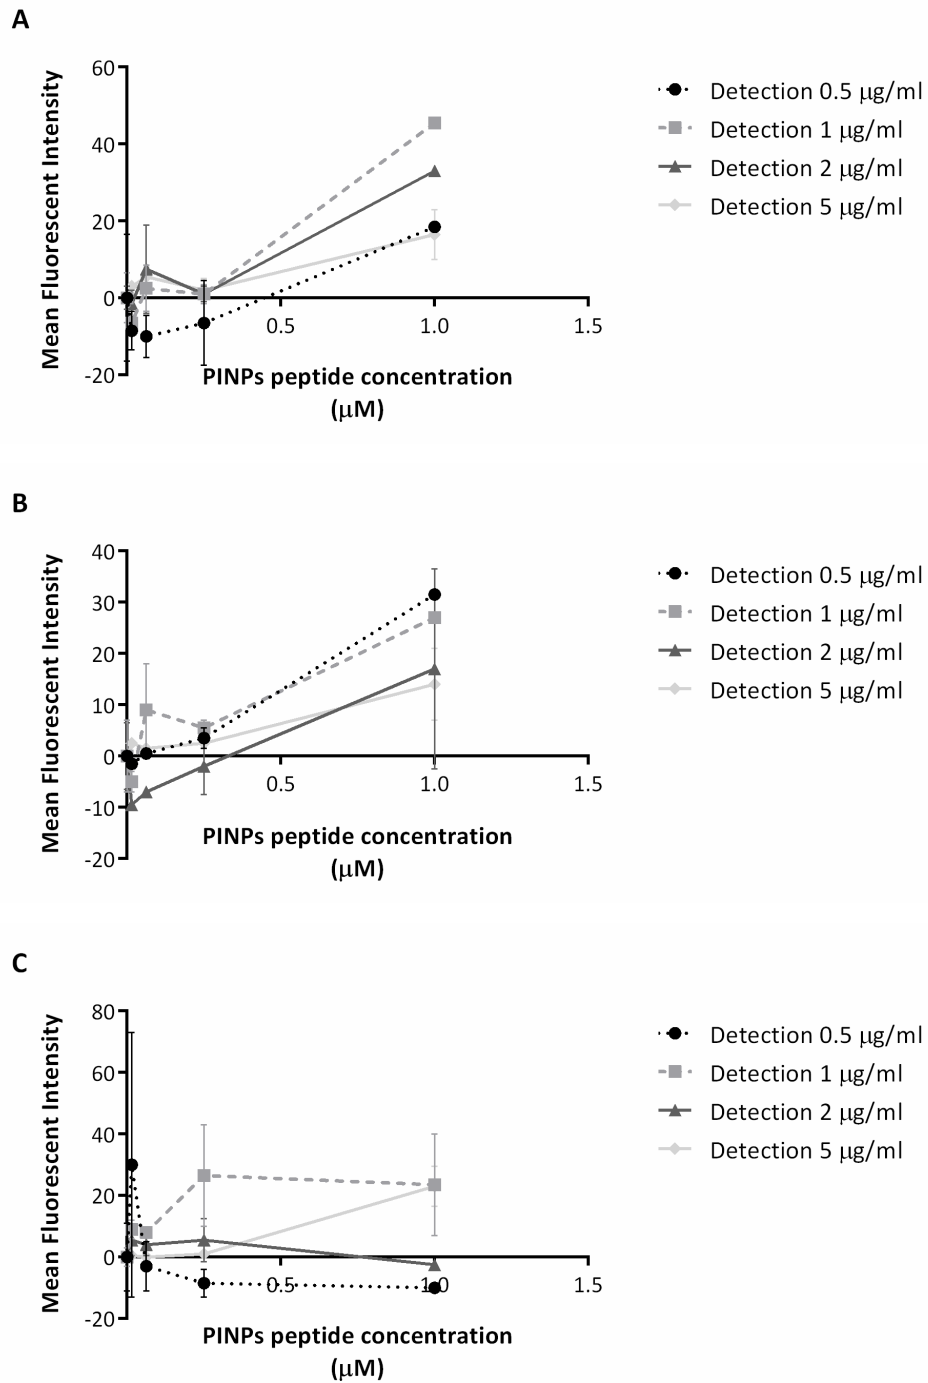 A
Mean Fluorescent Intensity
60
40
20
0
-20
0.5
1.0
1.5
PINPs peptide concentration
(μM)
Detection 0.5 μg/ml
Detection 1 μg/ml
Detection 2 μg/ml
Detection 5 μg/ml
B
Mean Fluorescent Intensity
40
30
20
10
0
-10
-20
0.5
1.0
1.5
PINPs peptide concentration
(μM)
Detection 0.5 μg/ml
Detection 1 μg/ml
Detection 2 μg/ml
Detection 5 μg/ml
C
Mean Fluorescent Intensity
80
60
40
20
0
-20
0.5
1.0
1.5
PINPs peptide concentration
(μM)
Detection 0.5 μg/ml
Detection 1 μg/ml
Detection 2 μg/ml
Detection 5 μg/ml